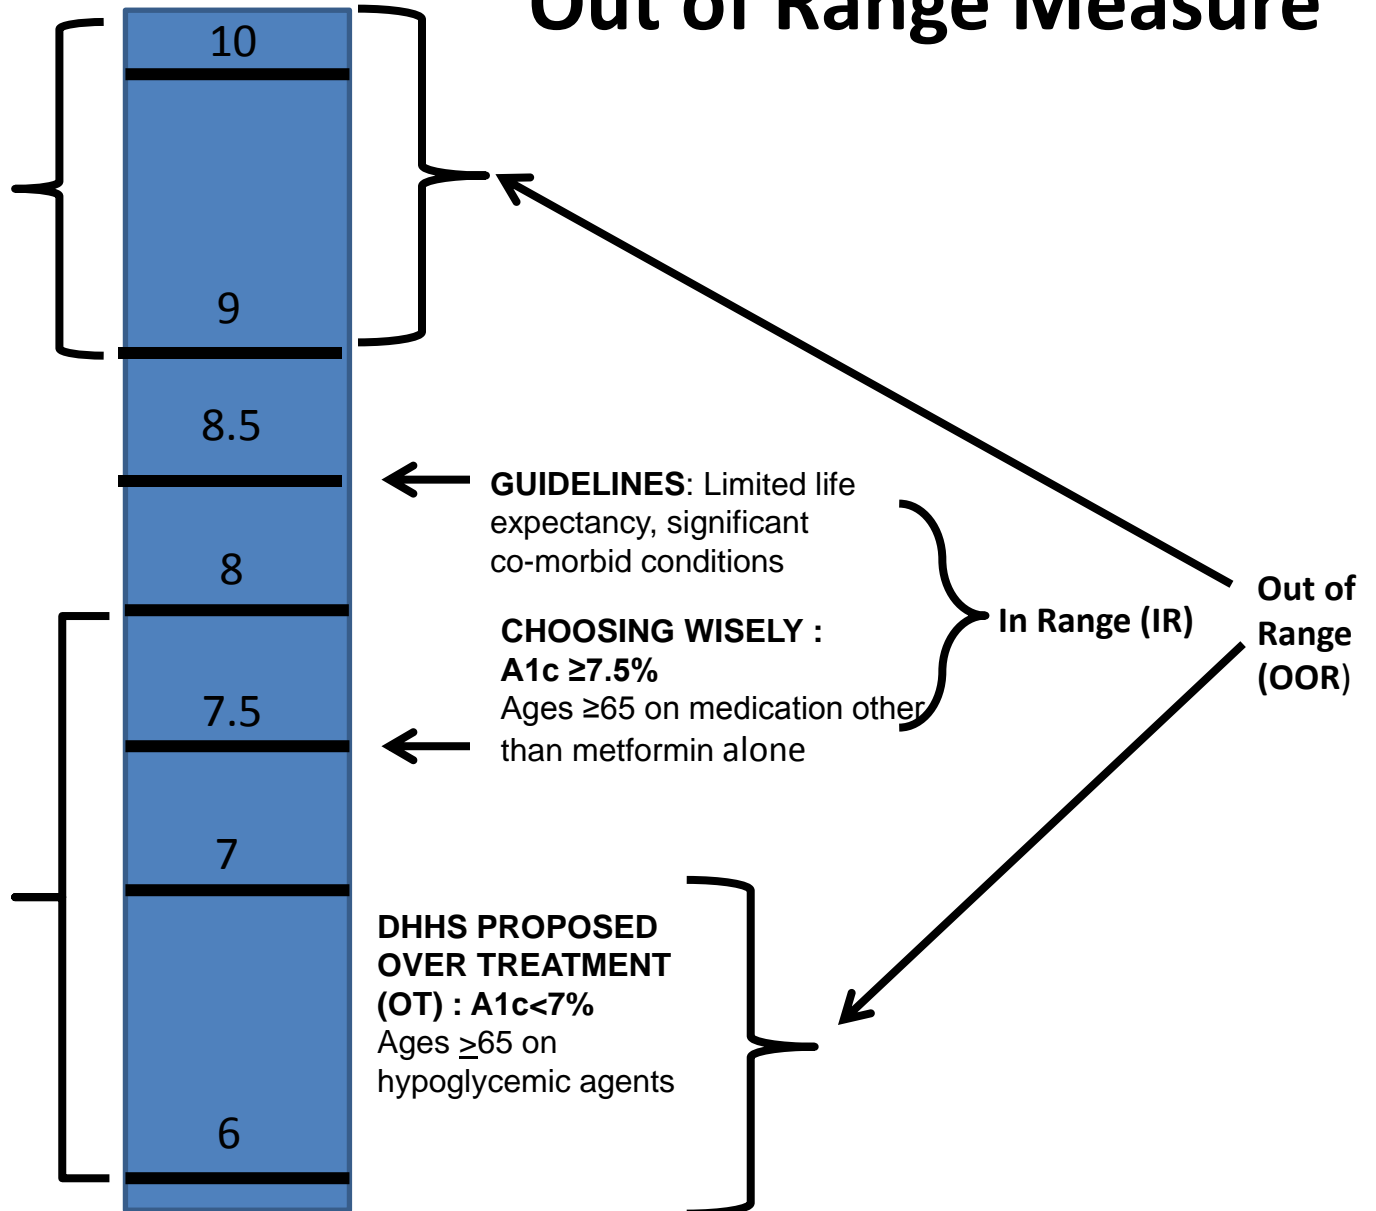 Out of Range Measure
10
9
8.5
8
7.5
7
6
GUIDELINES: Limited life
expectancy, significant
co-morbid conditions
CHOOSING WISELY :
A1c ≥7.5%
Ages ≥65 on medication other
than metformin alone
In Range (IR)
Out of
Range
(OOR)
DHHS PROPOSED
OVER TREATMENT
(OT) : A1c<7%
Ages >65 on
hypoglycemic agents